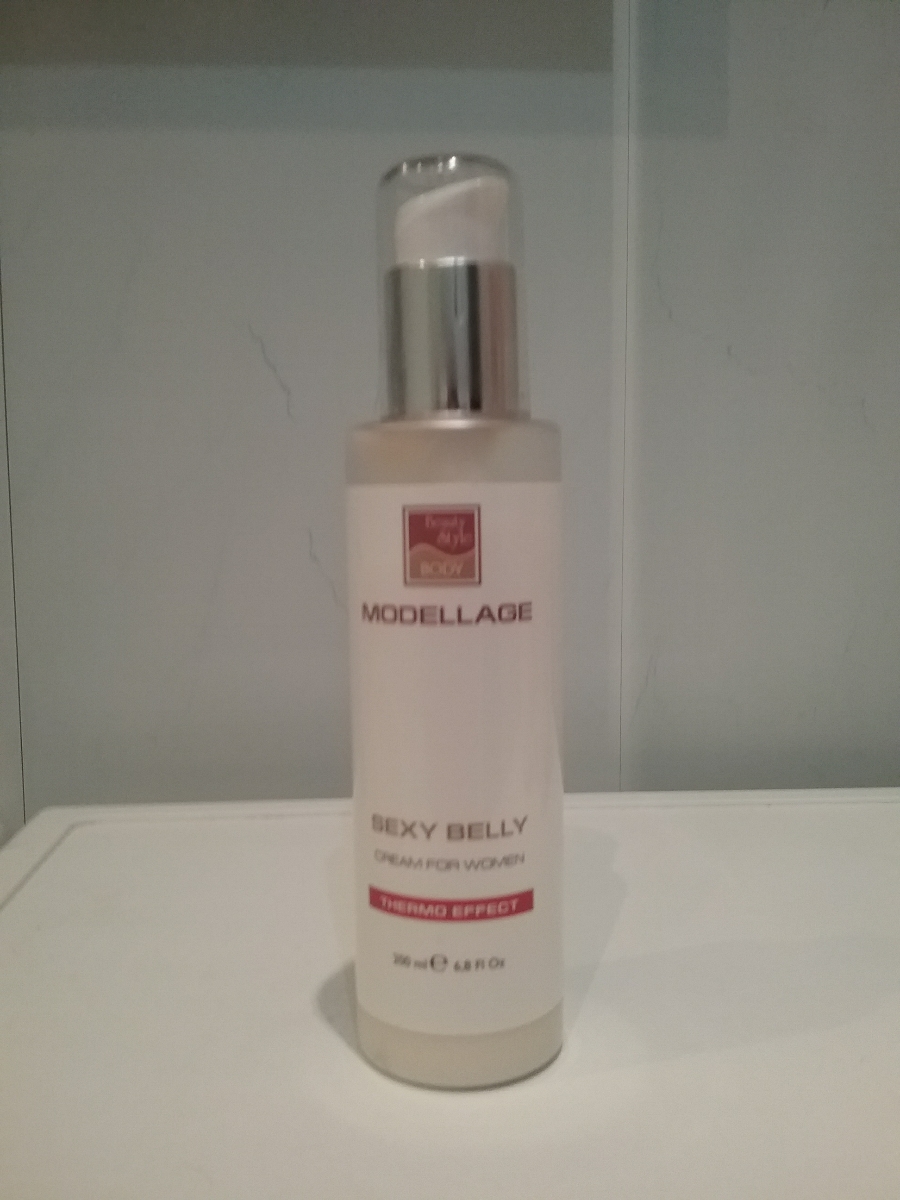 Beauty
Style
BODY
MODELLAGE
SEXY BELLY
CREAM FOR WOMEN
THERMO EFFECT
200 ml ℮ 6,8 Fl Oz